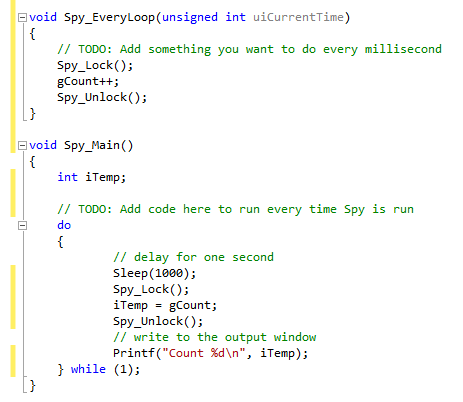 void Spy_EveryLoop(unsigned int uiCurrentTime)
{
    // TODO: Add something you want to do every millisecond
    Spy_Lock();
    gCount++;
    Spy_Unlock();
}
void Spy_Main()
{
    int iTemp;
    // TODO: Add code here to run every time Spy is run
    do
    {
            // delay for one second
            Sleep(1000);
            Spy_Lock();
            iTemp = gCount;
            Spy_Unlock();
            // write to the output window
            Printf("Count %d\n", iTemp);
    } while (1);
}